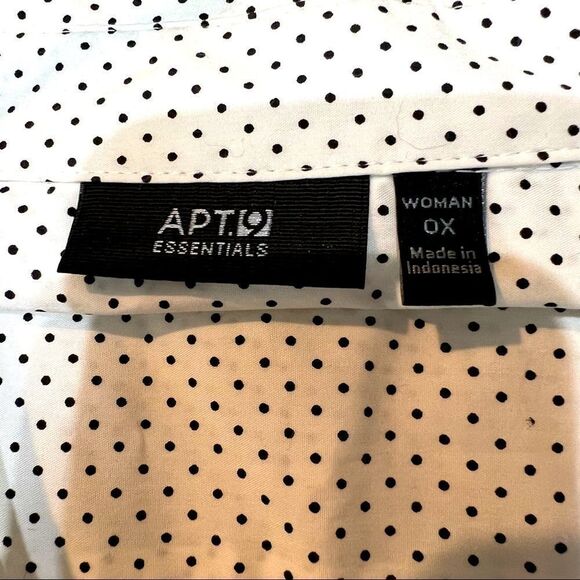 APT.9
ESSENTIALS
WOMAN
0X
Made in
Indonesia